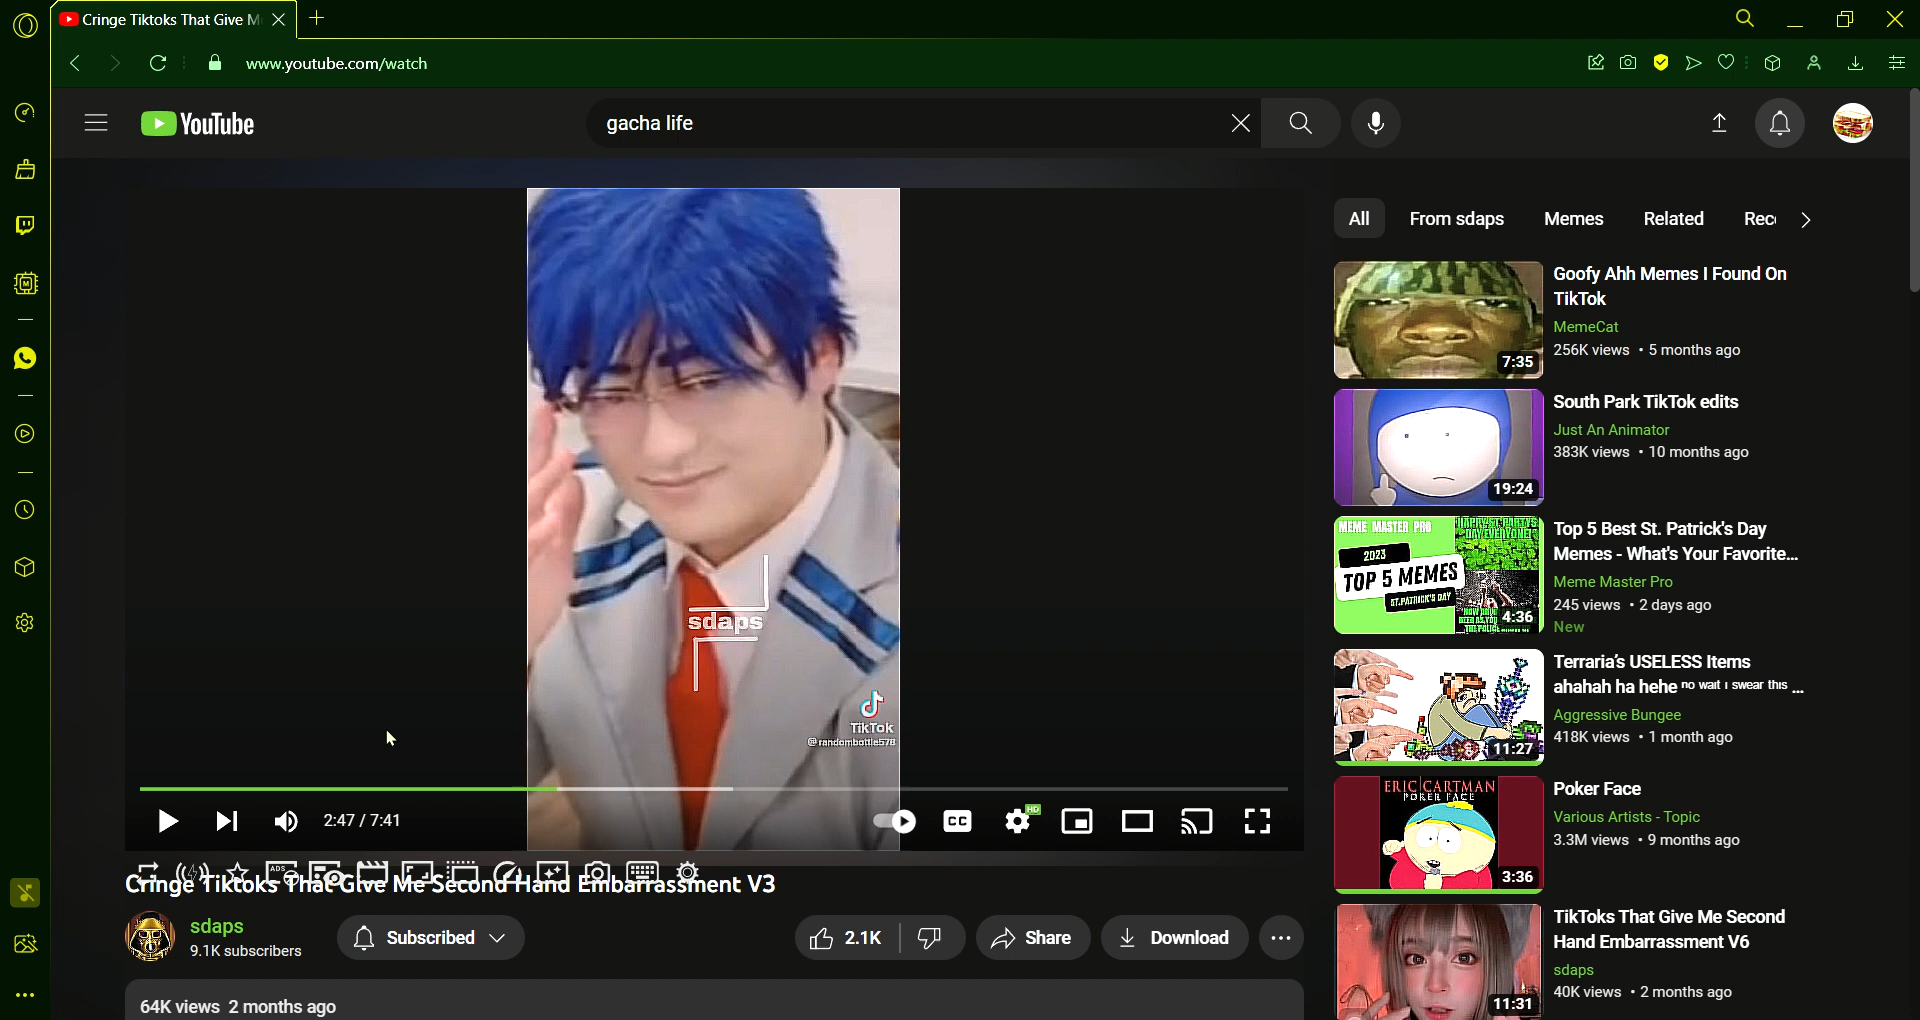 Cringe Tiktoks That Give M
www.youtube.com/watch
YouTube
gacha life
All
From sdaps
Memes
Related
Rec
sdaps
TikTok
@randombottle578
2:47 / 7:41
CC
HD
ADS
Cringe Tiktoks That Give Me Second Hand Embarrassment V3
sdaps
9.1K subscribers
Subscribed
2.1K
Share
Download
64K views 2 months ago
7:35
Goofy Ahh Memes I Found On
TikTok
MemeCat
256K views • 5 months ago
19:24
South Park TikTok edits
Just An Animator
383K views • 10 months ago
MEME MASTER PRO
2023
TOP 5 MEMES
ST.PATRICK'S DAY
4:36
Top 5 Best St. Patrick's Day
Memes - What's Your Favorite...
Meme Master Pro
245 views • 2 days ago
New
11:27
Terraria's USELESS Items
ahahah ha hehe no wait i swear this ...
Aggressive Bungee
418K views • 1 month ago
ERIC CARTMAN
POKER FACE
3:36
Poker Face
Various Artists - Topic
3.3M views • 9 months ago
11:31
TikToks That Give Me Second
Hand Embarrassment V6
sdaps
40K views • 2 months ago